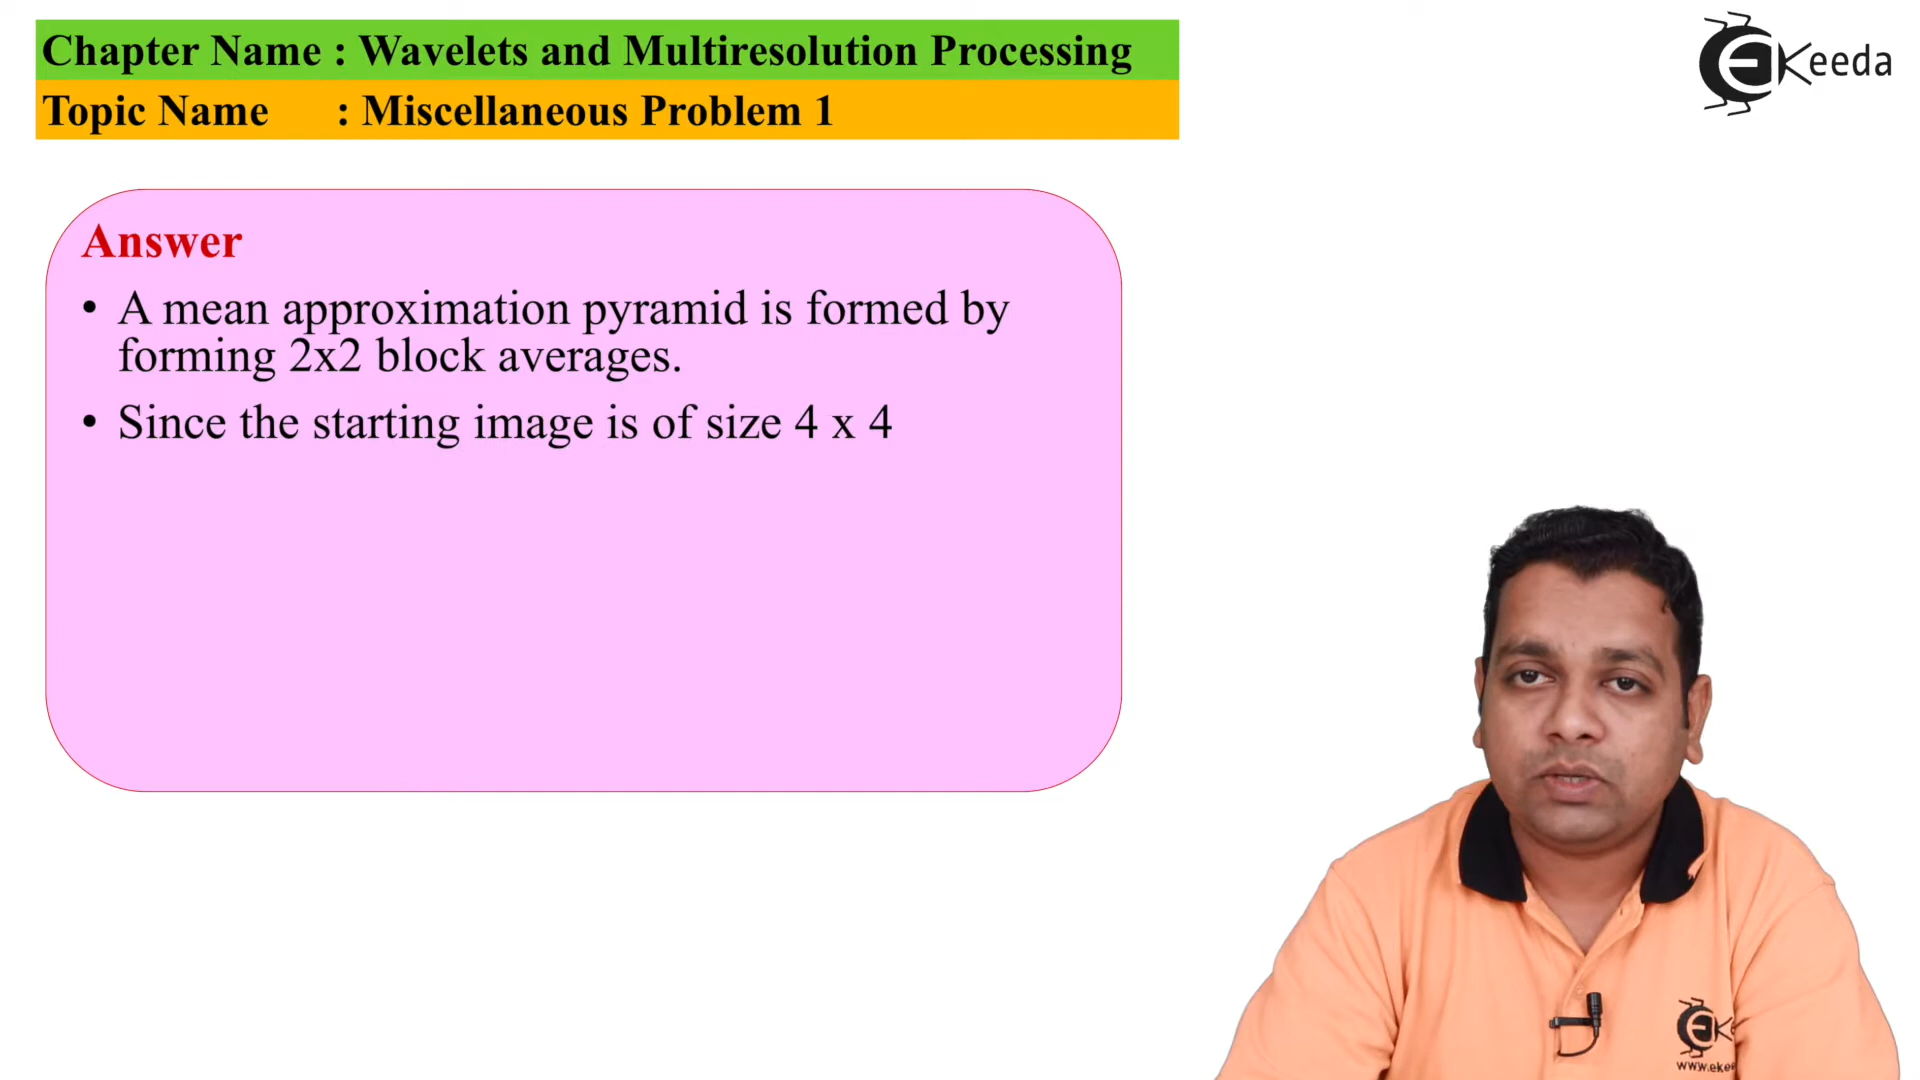 Chapter Name : Wavelets and Multiresolution Processing
Topic Name : Miscellaneous Problem 1
Ekeeda
Answer
• A mean approximation pyramid is formed by
forming 2x2 block averages.
• Since the starting image is of size 4 x 4